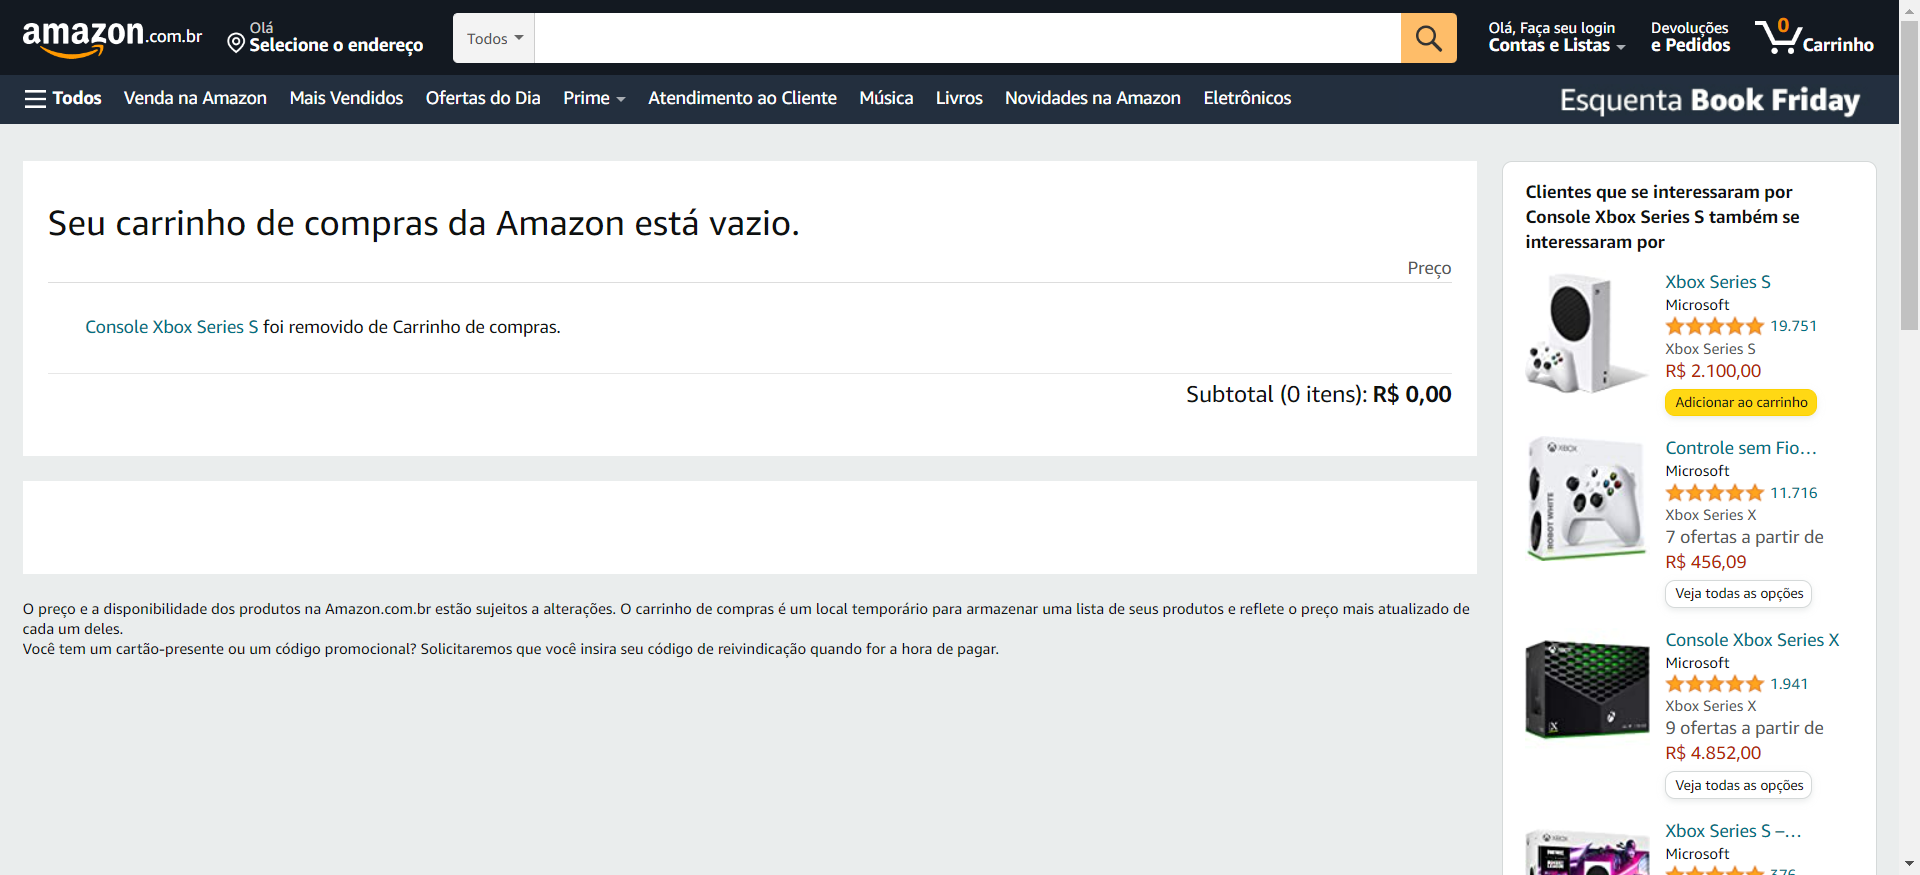 amazon.com.br
Olá
Selecione o endereço
Todos
Olá, Faça seu login
Contas e Listas
Devoluções
e Pedidos
0
Carrinho
Todos
Venda na Amazon
Mais Vendidos
Ofertas do Dia
Prime
Atendimento ao Cliente
Música
Livros
Novidades na Amazon
Eletrônicos
Esquenta Book Friday
Seu carrinho de compras da Amazon está vazio.
Preço
Console Xbox Series S foi removido de Carrinho de compras.
Subtotal (0 itens): R$ 0,00
O preço e a disponibilidade dos produtos na Amazon.com.br estão sujeitos a alterações. O carrinho de compras é um local temporário para armazenar uma lista de seus produtos e reflete o preço mais atualizado de
cada um deles.
Você tem um cartão-presente ou um código promocional? Solicitaremos que você insira seu código de reivindicação quando for a hora de pagar.
Clientes que se interessaram por
Console Xbox Series S também se
interessaram por
Xbox Series S
Microsoft
19.751
Xbox Series S
R$ 2.100,00
Adicionar ao carrinho
XBOX
ROBOT WHITE
Controle sem Fio…
Microsoft
11.716
Xbox Series X
7 ofertas a partir de
R$ 456,09
Veja todas as opções
Console Xbox Series X
Microsoft
1.941
Xbox Series X
9 ofertas a partir de
R$ 4.852,00
Veja todas as opções
XBOX
Xbox Series S –…
Microsoft
376